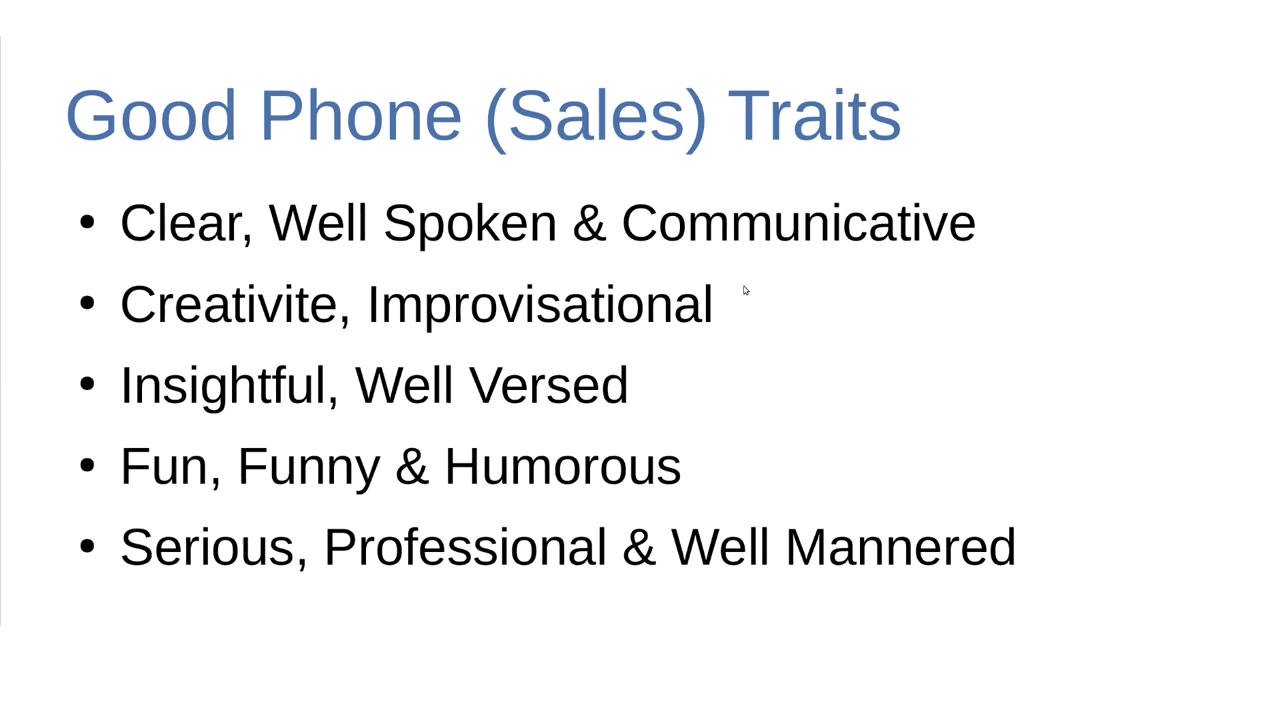 Good Phone (Sales) Traits
• Clear, Well Spoken & Communicative
• Creativite, Improvisational
• Insightful, Well Versed
• Fun, Funny & Humorous
• Serious, Professional & Well Mannered